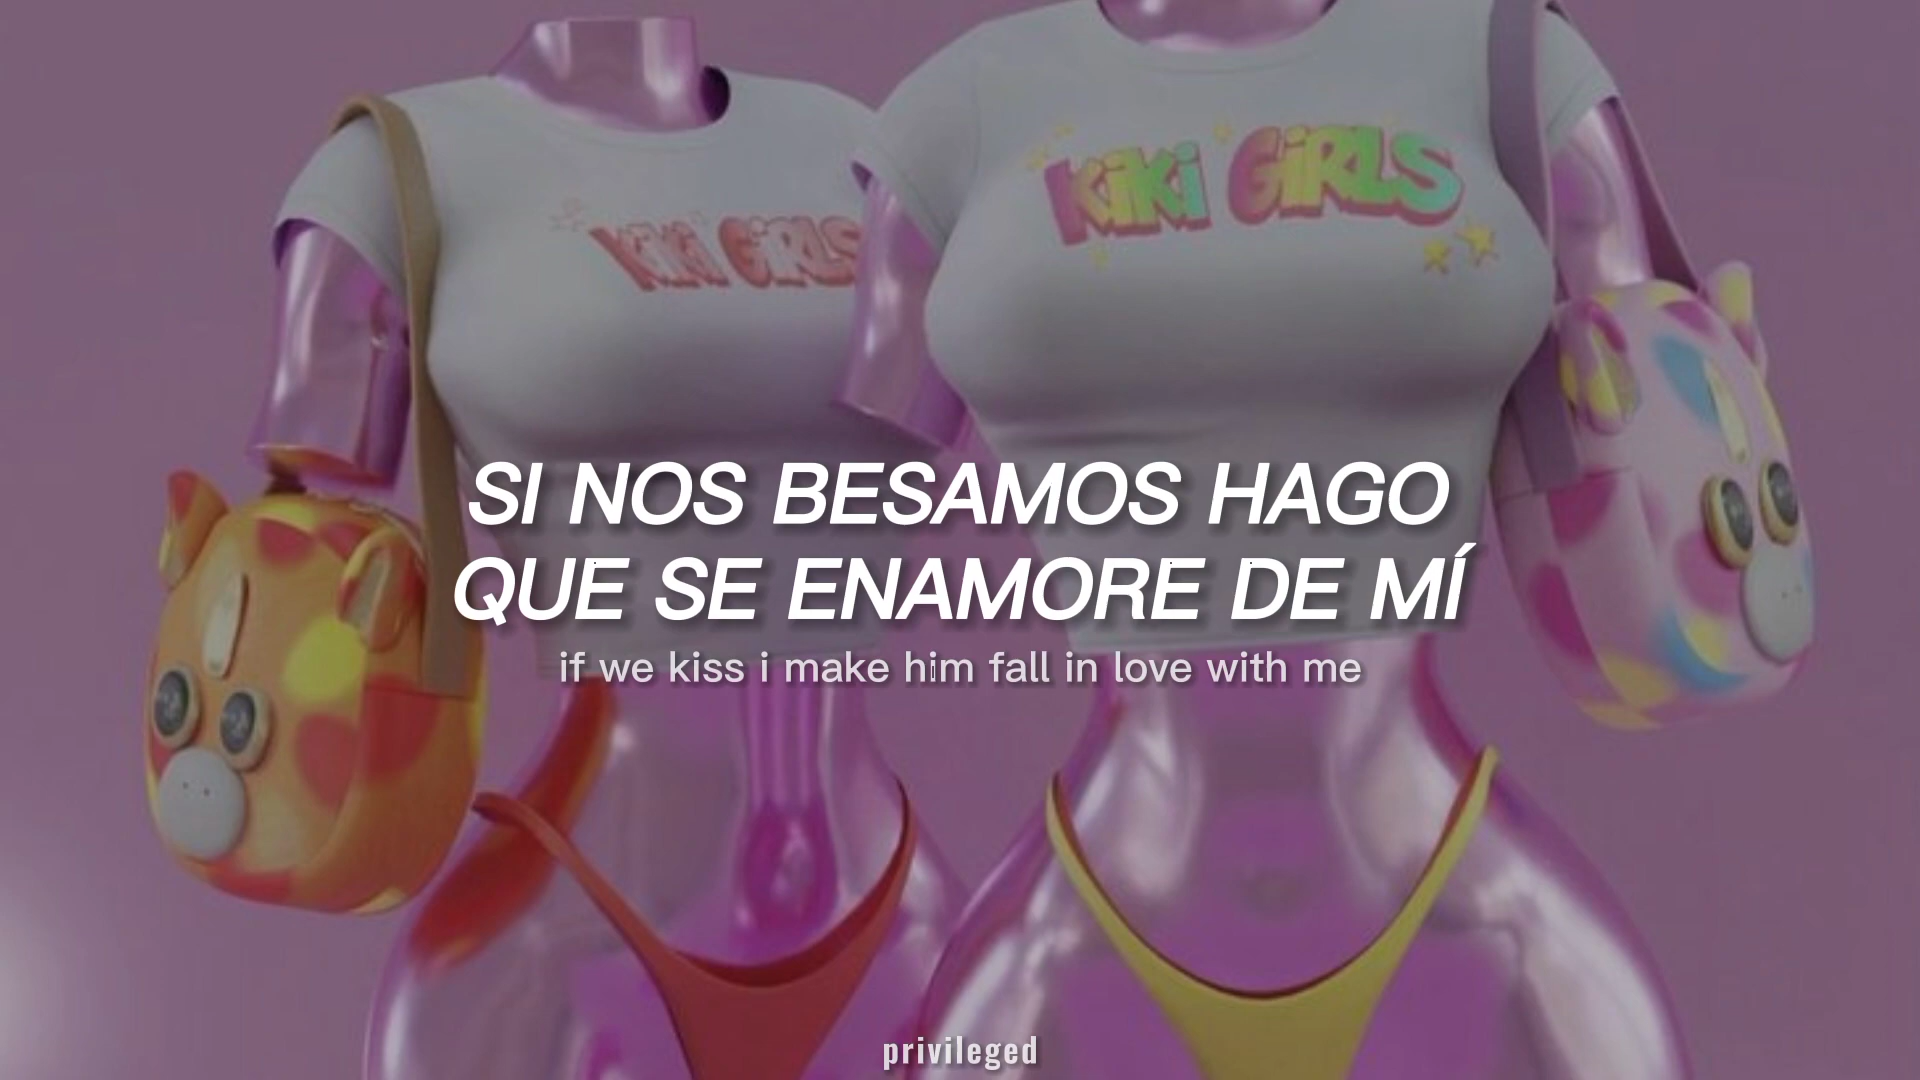 KiKi GiRLS
KiKi GiRLS
SI NOS BESAMOS HAGO
QUE SE ENAMORE DE MÍ
if we kiss i make him fall in love with me
privileged